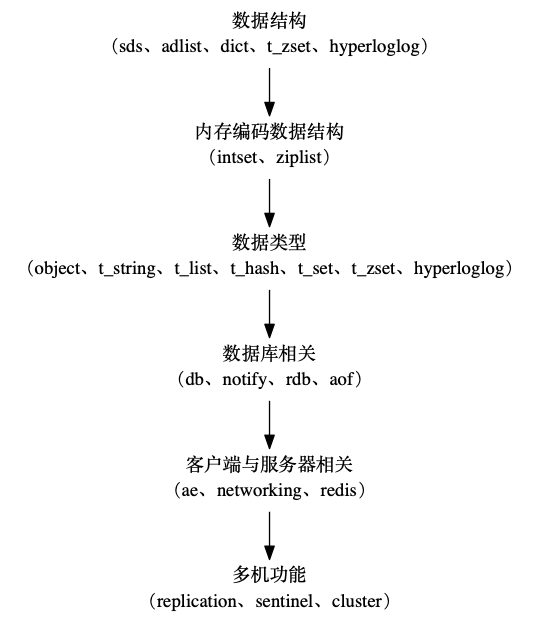 数据结构
（sds、adlist、dict、t_zset、hyperloglog）
内存编码数据结构
（intset、ziplist）
数据类型
（object、t_string、t_list、t_hash、t_set、t_zset、hyperloglog）
数据库相关
（db、notify、rdb、aof）
客户端与服务器相关
（ae、networking、redis）
多机功能
（replication、sentinel、cluster）